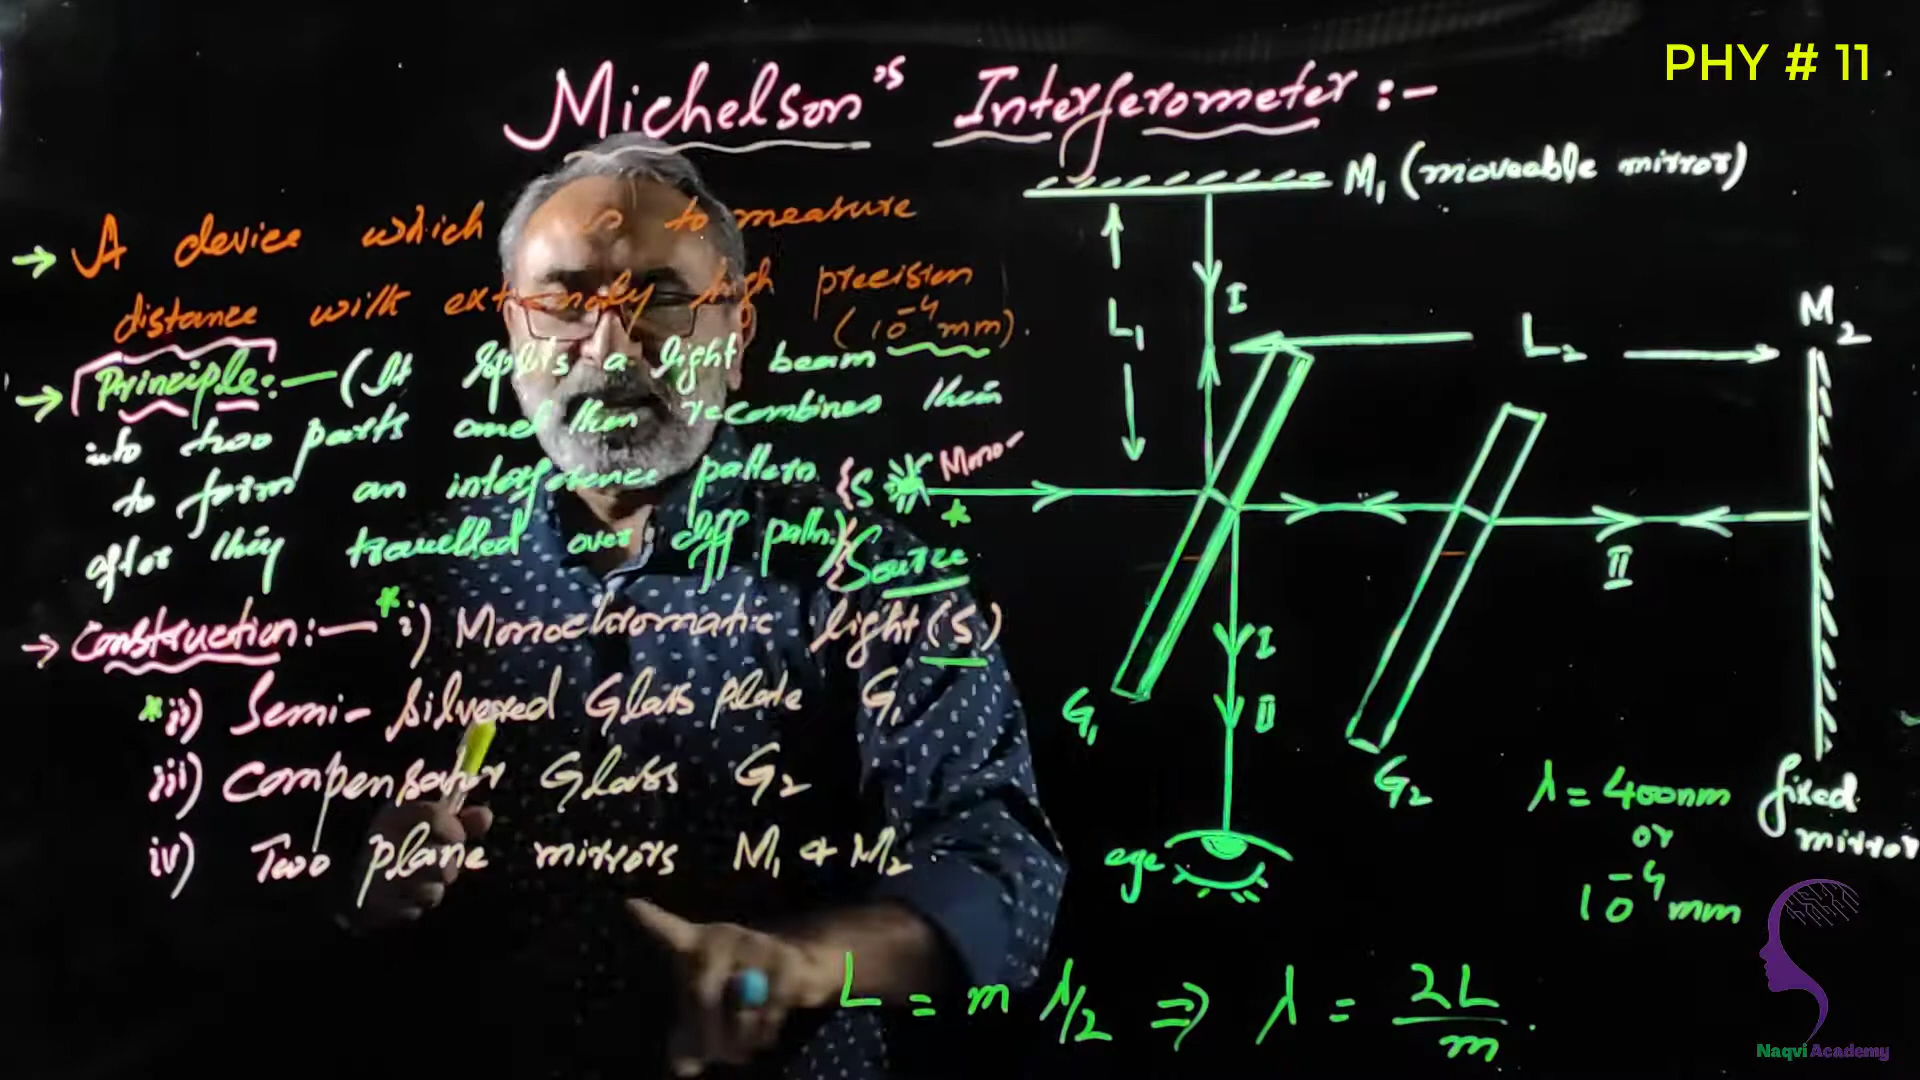 PHY # 11
Michelson's Interferometer :-
→ A device which is to measure
distance with extremely high precision
(10⁻⁴ mm).
→ Principle:— (It splits a light beam
into two parts and then recombines them
to form an interference pattern
after they travelled over diff paths)
→ Construction:— * i) Monochromatic light (S)
* ii) Semi-Silvered Glass plate G₁
iii) Compensator Glass G₂
iv) Two plane mirrors M₁ & M₂
M₁ (moveable mirror)
I
L₁
L₂
M₂
S Mono-
*
Source
II
I
II
G₁
G₂
eye
fixed
mirror
λ = 400nm
or
10⁻⁴ mm
L = m λ/2 ⇒ λ = 2L/m .
Naqvi Academy